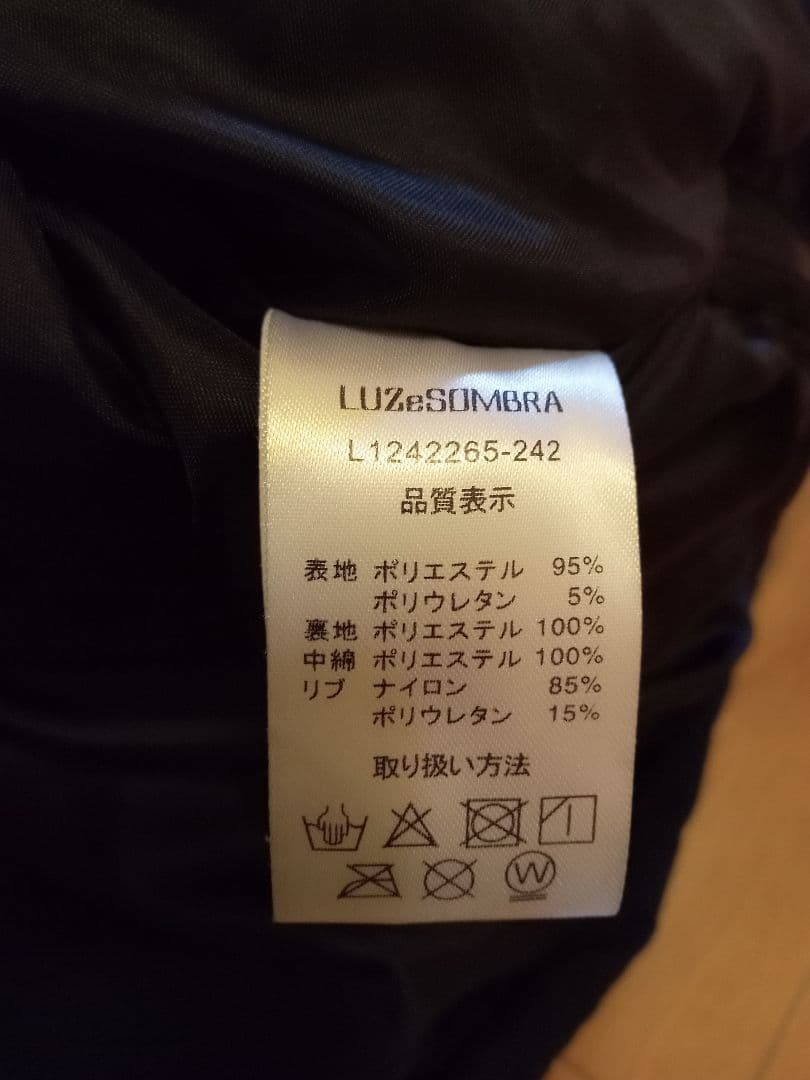 LUZeSOMBRA
L1242265-242
品質表示
表地 ポリエステル 95%
ポリウレタン 5%
裏地 ポリエステル 100%
中綿 ポリエステル 100%
リブ ナイロン 85%
ポリウレタン 15%
取り扱い方法
W